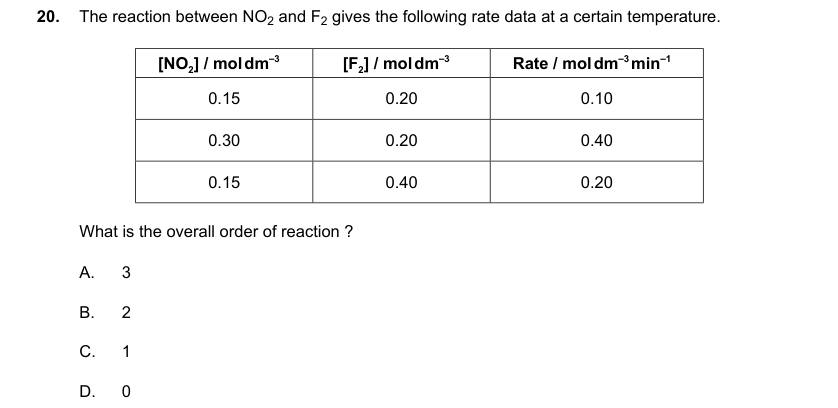 20. The reaction between NO₂ and F₂ gives the following rate data at a certain temperature.
[NO₂] / mol dm⁻³ [F₂] / mol dm⁻³ Rate / mol dm⁻³ min⁻¹
0.15 0.20 0.10
0.30 0.20 0.40
0.15 0.40 0.20
What is the overall order of reaction ?
A. 3
B. 2
C. 1
D. 0